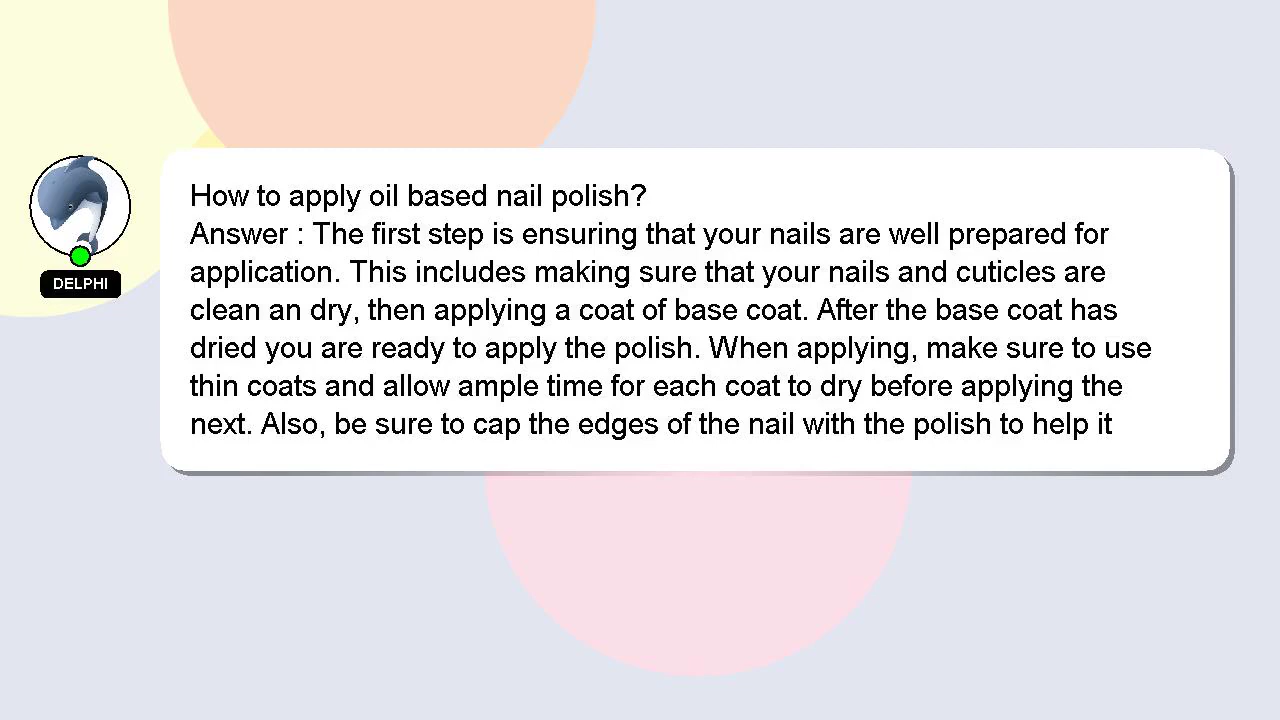 How to apply oil based nail polish?
Answer : The first step is ensuring that your nails are well prepared for
application. This includes making sure that your nails and cuticles are
clean an dry, then applying a coat of base coat. After the base coat has
dried you are ready to apply the polish. When applying, make sure to use
thin coats and allow ample time for each coat to dry before applying the
next. Also, be sure to cap the edges of the nail with the polish to help it
DELPHI